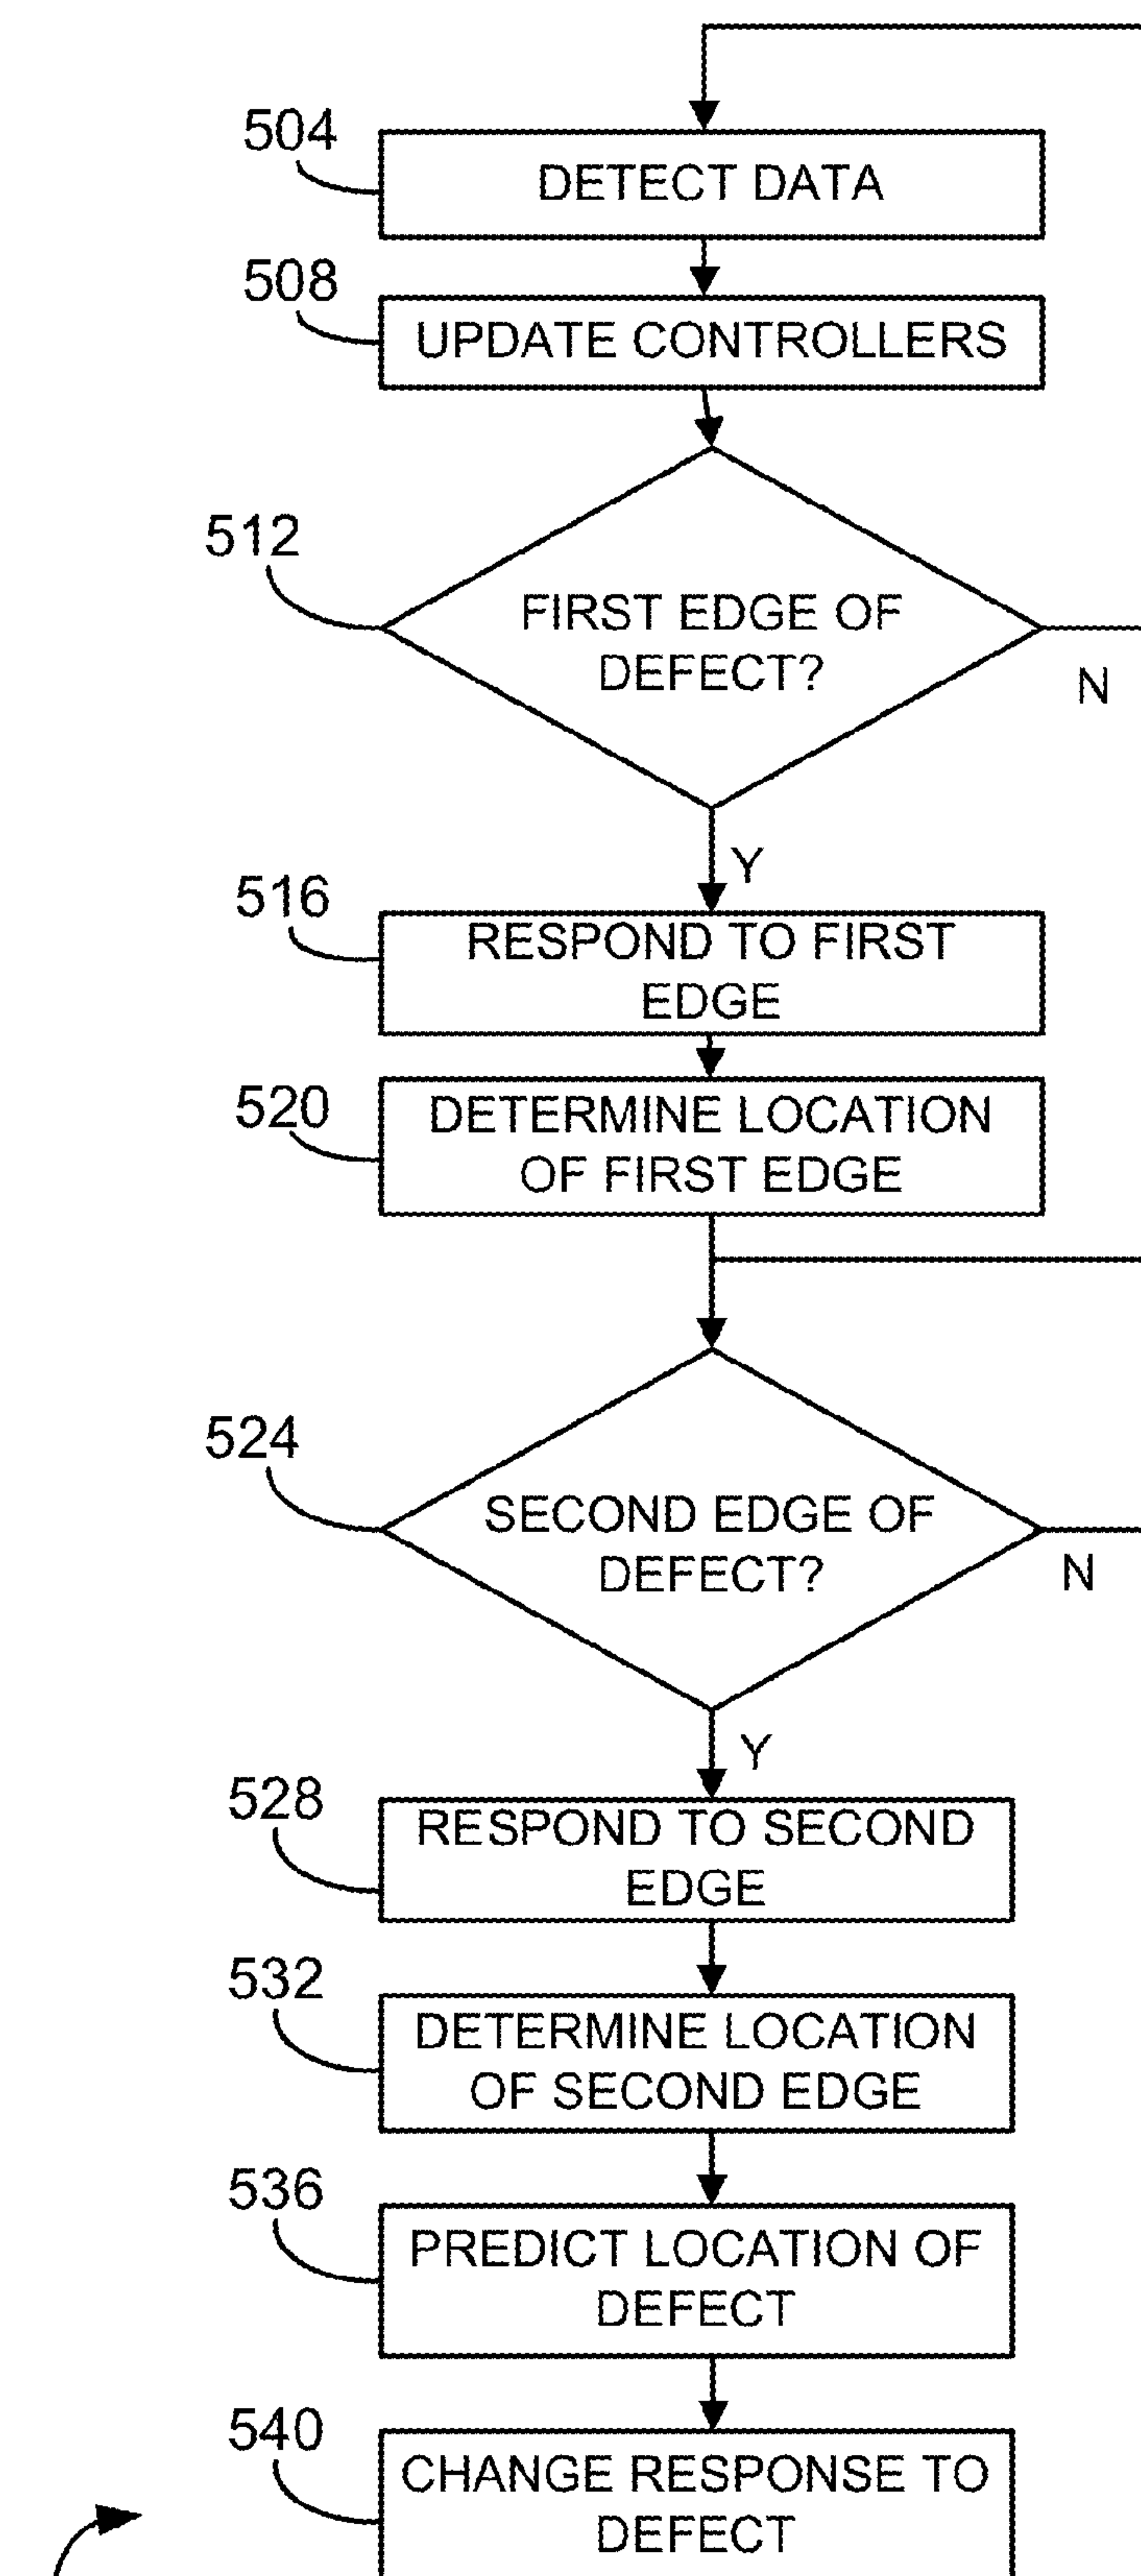 504
DETECT DATA
508
UPDATE CONTROLLERS
512
FIRST EDGE OF
DEFECT?
N
Y
516
RESPOND TO FIRST
EDGE
520
DETERMINE LOCATION
OF FIRST EDGE
524
SECOND EDGE OF
DEFECT?
N
Y
528
RESPOND TO SECOND
EDGE
532
DETERMINE LOCATION
OF SECOND EDGE
536
PREDICT LOCATION OF
DEFECT
540
CHANGE RESPONSE TO
DEFECT